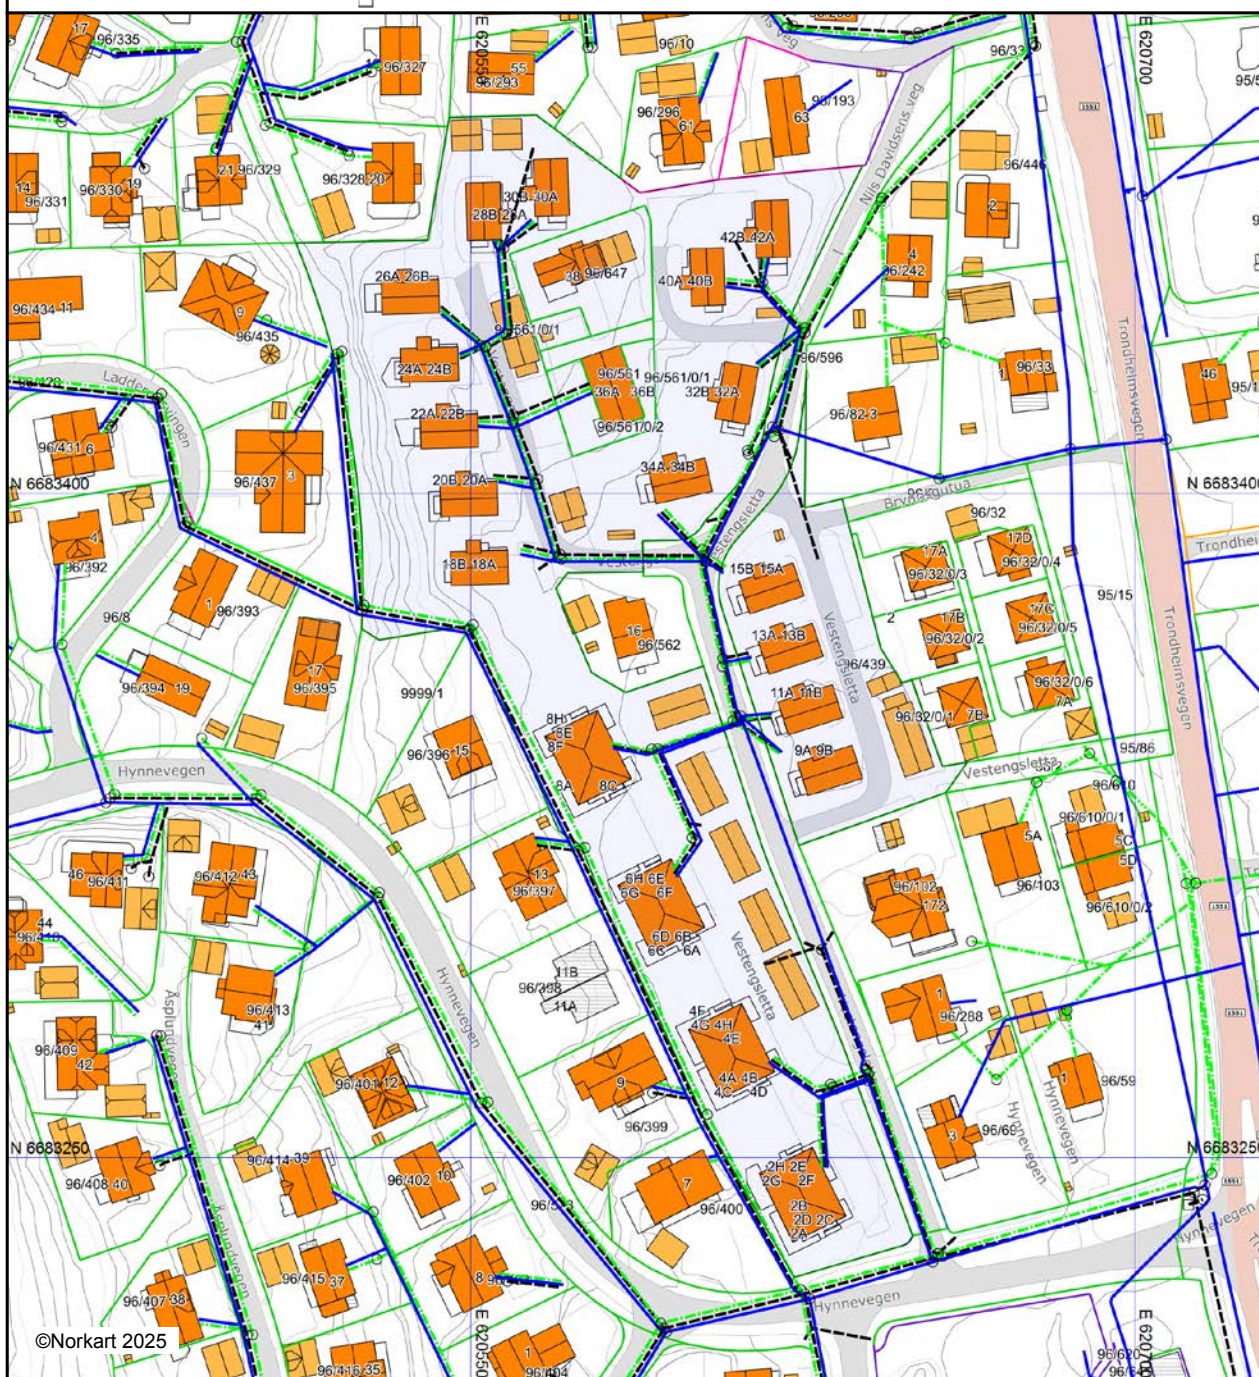 17
96/335
96/327
E 620550
55
96/293
96/10
96/296
61
63
96/193
Nils Davidsens veg
96/33
E 620700
1551
14
96/331
96/330 19
21 96/329
96/328 20
96/446
2
30B 30A
28B 28A
42B 42A
4
96/242
26A 26B
38 96/647
40A 40B
96/434 11
9
96/435
96/561/0/1
96/596
24A 24B
96/561
36A 36B
96/561/0/1
32B 32A
96/33
46
22A 22B
96/561/0/2
96/82 3
96/431 6
96/437
3
34A 34B
20B 20A
N 6683400
N 6683400
96/32
4
96/392
Vestengsletta
17A
96/32/0/3
17D
96/32/0/4
Trondheimsvegen
18B 18A
15B 15A
1
96/393
96/8
16
96/562
13A 13B
2
17B
96/32/0/2
17C
96/32/0/5
95/15
Vestengsletta
96/439
Trondheimsvegen
17
96/395
96/394 19
9999/1
11A 11B
96/32/0/1
7B
96/32/0/6
7A
8H
8E
8F
8A 8C
96/396 15
9A 9B
Hynnevegen
Vestengsletta
95/86
96/610
96/610/0/1
5A
5C
5D
96/103
96/610/0/2
46
96/411
96/412 43
13
96/397
6H 6E
6G 6F
6D 6B
6C 6A
96/102
172
1551
44
Hynnevegen
11B
96/398
11A
Vestengsletta
96/413
41
Åsplundvegen
4F
4G 4H
4E
4A 4B
4C 4D
1
96/288
1551
96/409
42
96/401 12
9
96/399
1
96/59
Hynnevegen
Hynnevegen
3
96/69
N 6683250
N 6683250
96/408 40
96/414 39
96/402 10
7
96/400
2H 2E
2G 2F
2B
2D 2C
2A
1551
Åsplundvegen
Hynnevegen
96/415 37
8
96/407 38
Hynnevegen
E 620550
E 620700
©Norkart 2025
96/416 35
1
96/404
96/620